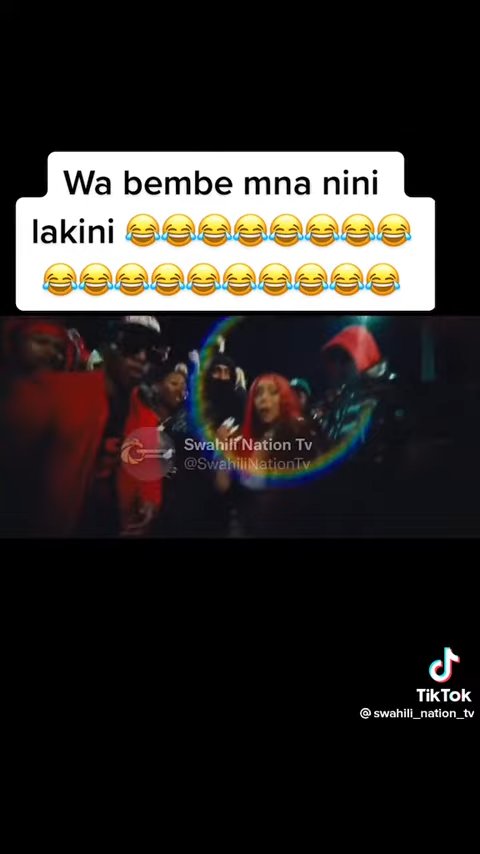 Wa bembe mna nini
lakini 😂😂😂😂😂😂😂😂
😂😂😂😂😂😂😂😂😂😂
Swahili Nation Tv
@SwahiliNationTv
TikTok
@swahili_nation_tv